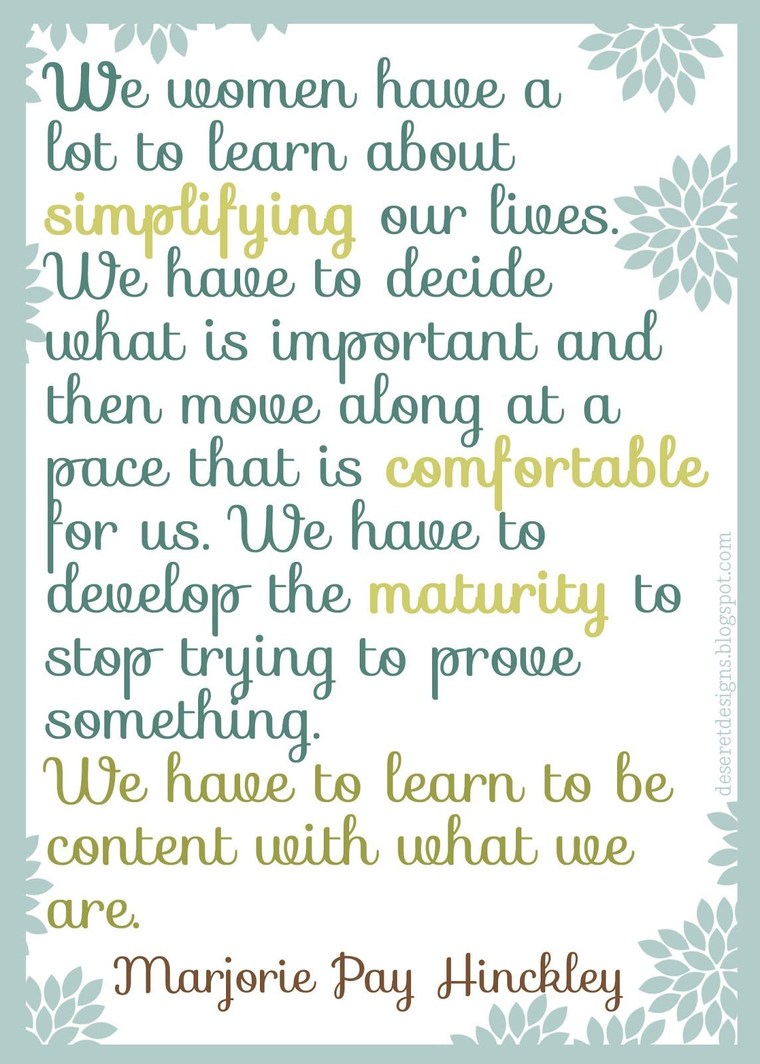 We women have a
lot to learn about
simplifying our lives.
We have to decide
what is important and
then move along at a
pace that is comfortable
for us. We have to
develop the maturity to
stop trying to prove
something.
We have to learn to be
content with what we
are.
Marjorie Pay Hinckley
deseretdesigns.blogspot.com